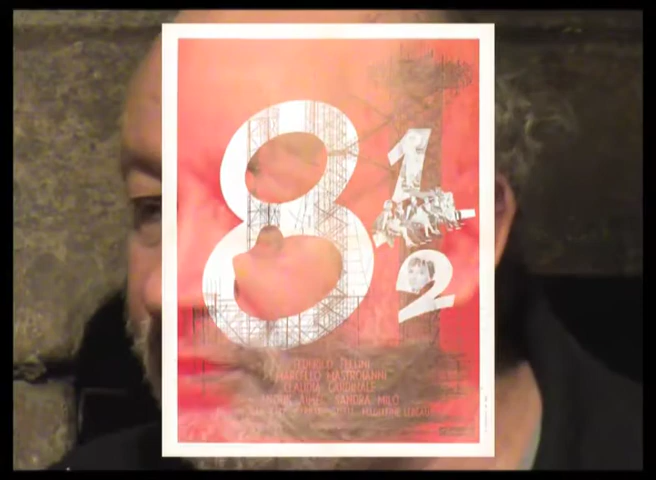 8 1
2
FEDERICO FELLINI
MARCELLO MASTROIANNI
CLAUDIA CARDINALE
ANOUK AIMÉE SANDRA MILO